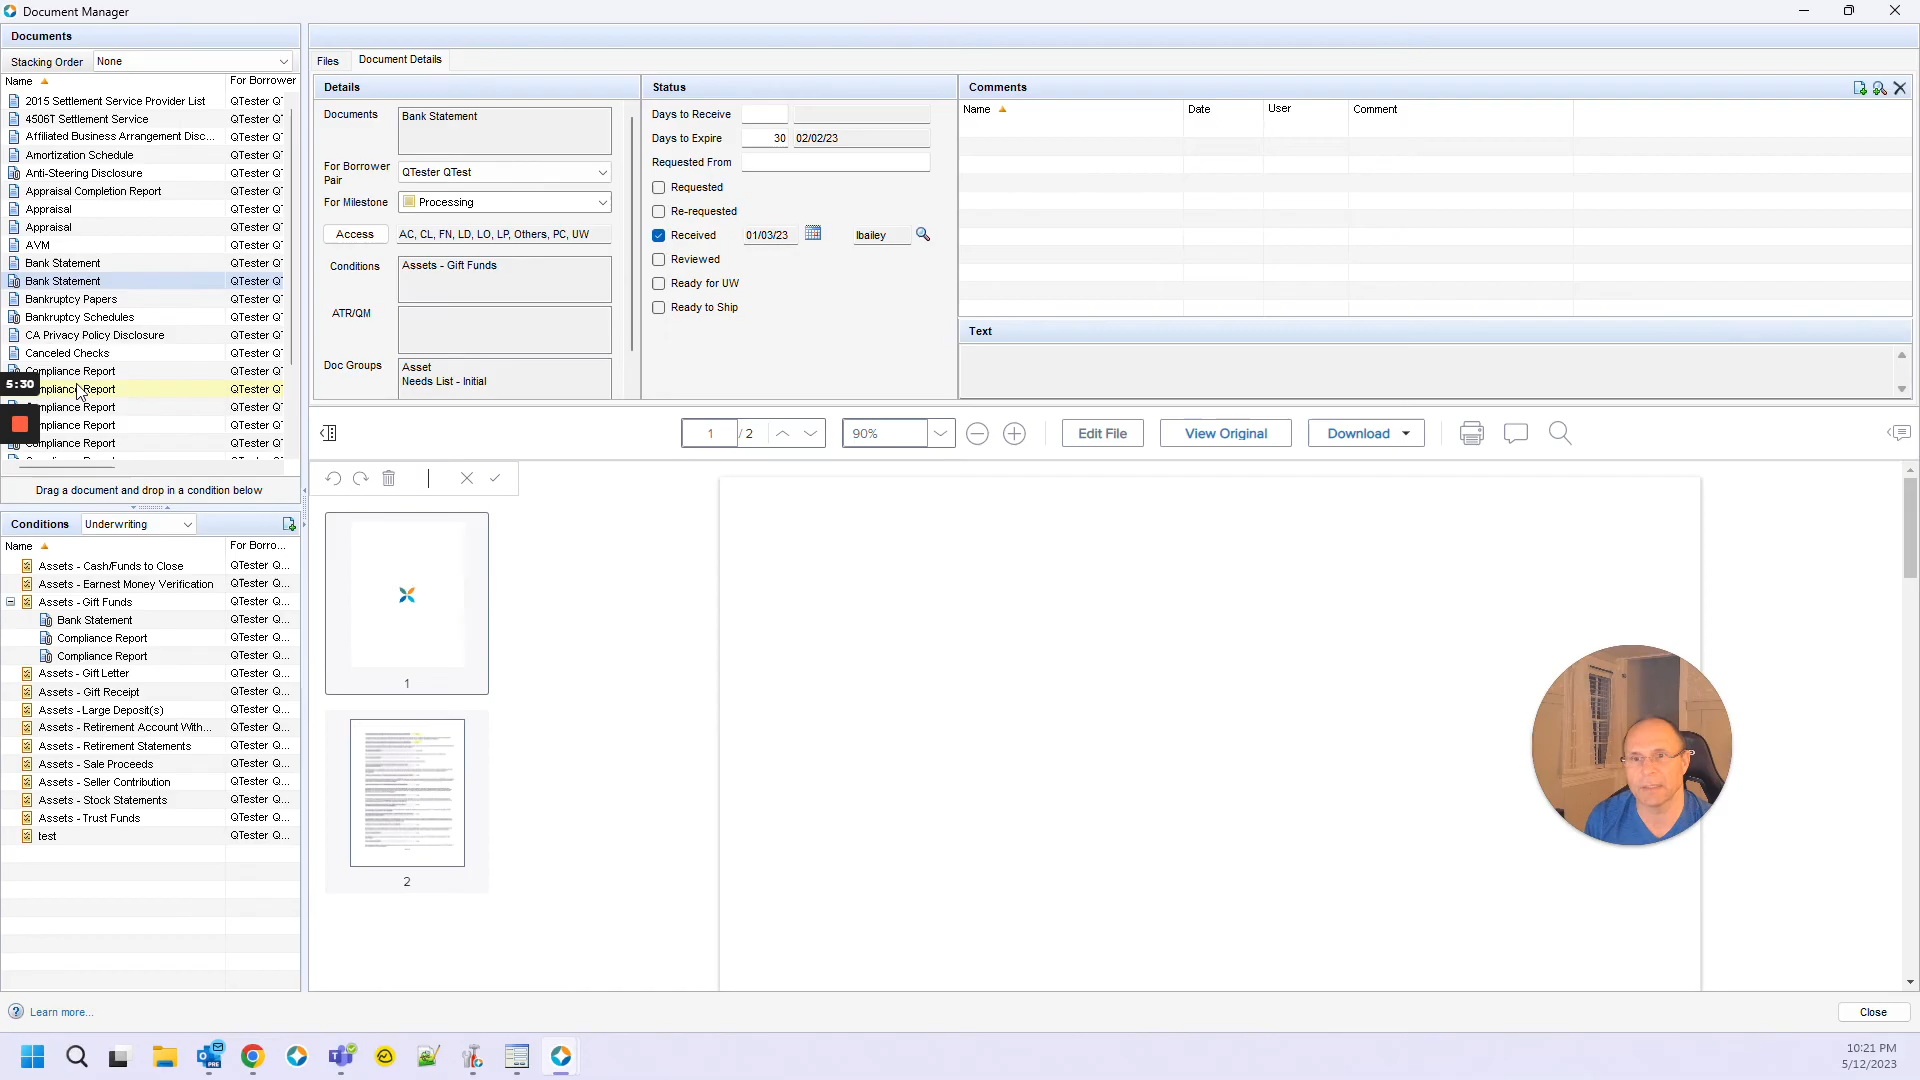 Document Manager
Documents
Stacking Order None
Name For Borrower
2015 Settlement Service Provider List QTester Q
4506T Settlement Service QTester Q
Affiliated Business Arrangement Disc... QTester Q
Amortization Schedule QTester Q
Anti-Steering Disclosure QTester Q
Appraisal Completion Report QTester Q
Appraisal QTester Q
Appraisal QTester Q
AVM QTester Q
Bank Statement QTester Q
Bank Statement QTester Q
Bankruptcy Papers QTester Q
Bankruptcy Schedules QTester Q
CA Privacy Policy Disclosure QTester Q
Canceled Checks QTester Q
Compliance Report QTester Q
5:30
Report QTester Q
mpliance Report QTester Q
mpliance Report QTester Q
Compliance Report QTester Q
Drag a document and drop in a condition below
Conditions Underwriting
Name For Borro...
Assets - Cash/Funds to Close QTester Q...
Assets - Earnest Money Verification QTester Q...
Assets - Gift Funds QTester Q...
Bank Statement QTester Q...
Compliance Report QTester Q...
Compliance Report QTester Q...
Assets - Gift Letter QTester Q...
Assets - Gift Receipt QTester Q...
Assets - Large Deposit(s) QTester Q...
Assets - Retirement Account With... QTester Q...
Assets - Retirement Statements QTester Q...
Assets - Sale Proceeds QTester Q...
Assets - Seller Contribution QTester Q...
Assets - Stock Statements QTester Q...
Assets - Trust Funds QTester Q...
test QTester Q...
Files Document Details
Details
Documents Bank Statement
For Borrower Pair QTester QTest
For Milestone Processing
Access AC, CL, FN, LD, LO, LP, Others, PC, UW
Conditions Assets - Gift Funds
ATR/QM
Doc Groups Asset
Needs List - Initial
Status
Days to Receive
Days to Expire 30 02/02/23
Requested From
Requested
Re-requested
Received 01/03/23 lbailey
Reviewed
Ready for UW
Ready to Ship
Comments
Name Date User Comment
Text
1 /2 90% Edit File View Original Download
1
2
Learn more...
Close
PRE
10:21 PM
5/12/2023